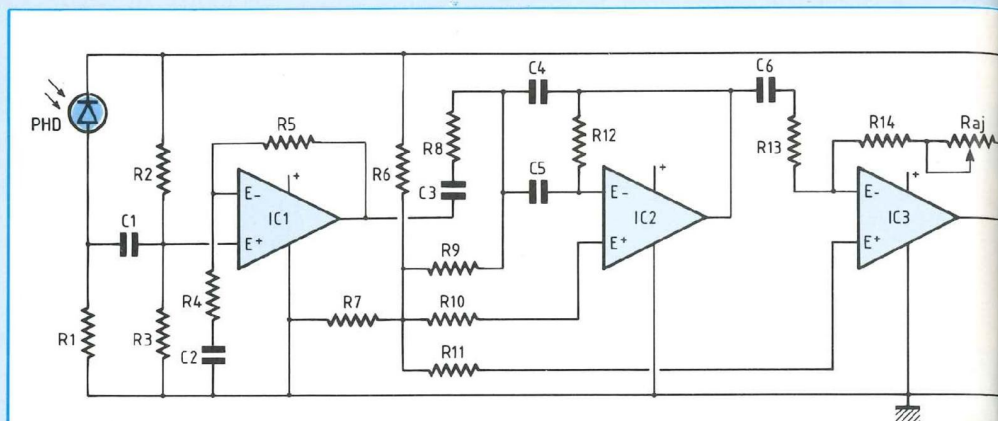 PHD
R1
C1
R2
R3
R4
C2
R5
E-
IC1
E+
+
R6
R7
R8
C3
C4
C5
R9
R10
R11
R12
E-
IC2
E+
+
C6
R13
R14
Raj
E-
IC3
E+
+